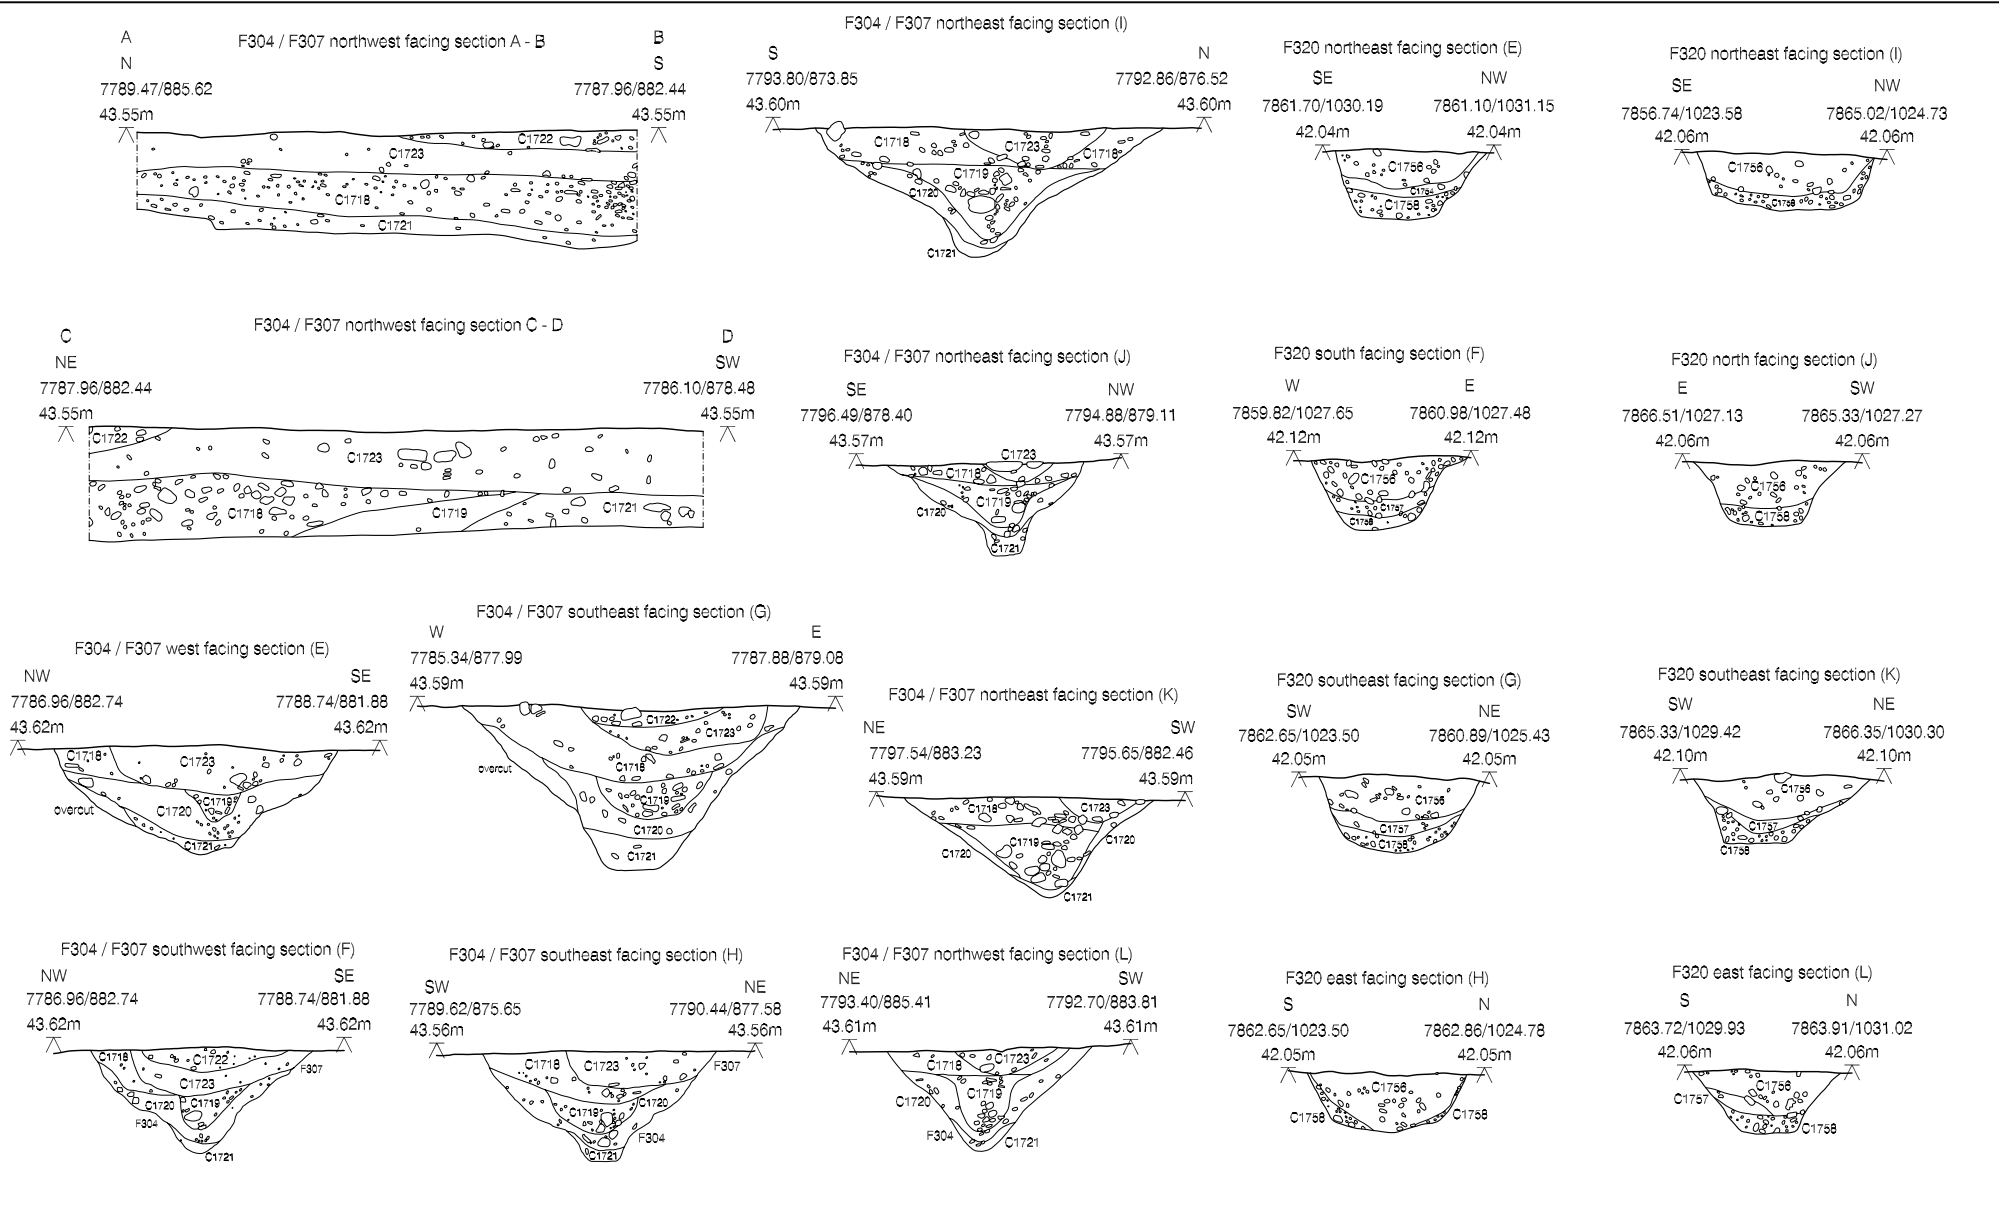 F304 / F307 northwest facing section A - B
A
B
N
S
7789.47/885.62
7787.96/882.44
43.55m
43.55m
C1722
C1723
C1718
C1721
F304 / F307 northeast facing section (I)
S
N
7793.80/873.85
7792.86/876.52
43.60m
43.60m
C1718
C1723
C1718
C1719
C1720
C1721
F320 northeast facing section (E)
SE
NW
7861.70/1030.19
7861.10/1031.15
42.04m
42.04m
C1756
C1758
F320 northeast facing section (I)
SE
NW
7856.74/1023.58
7865.02/1024.73
42.06m
42.06m
C1756
C1758
F304 / F307 northwest facing section C - D
C
D
NE
SW
7787.96/882.44
7786.10/878.48
43.55m
43.55m
C1722
C1723
C1718
C1719
C1721
F304 / F307 northeast facing section (J)
SE
NW
7796.49/878.40
7794.88/879.11
43.57m
43.57m
C1723
C1718
C1719
C1720
C1721
F320 south facing section (F)
W
E
7859.82/1027.65
7860.98/1027.48
42.12m
42.12m
C1756
C1757
C1758
F320 north facing section (J)
E
SW
7866.51/1027.13
7865.33/1027.27
42.06m
42.06m
C1756
C1758
F304 / F307 west facing section (E)
NW
SE
7786.96/882.74
7788.74/881.88
43.62m
43.62m
C1718
C1723
C1719
C1720
overcut
C1721
F304 / F307 southeast facing section (G)
W
E
7785.34/877.99
7787.88/879.08
43.59m
43.59m
C1722
C1723
C1718
overcut
C1719
C1720
C1721
F304 / F307 northeast facing section (K)
NE
SW
7797.54/883.23
7795.65/882.46
43.59m
43.59m
C1718
C1723
C1719
C1720
C1720
C1721
F320 southeast facing section (G)
SW
NE
7862.65/1023.50
7860.89/1025.43
42.05m
42.05m
C1756
C1757
C1758
F320 southeast facing section (K)
SW
NE
7865.33/1029.42
7866.35/1030.30
42.10m
42.10m
C1756
C1757
C1758
F304 / F307 southwest facing section (F)
NW
SE
7786.96/882.74
7788.74/881.88
43.62m
43.62m
C1718
C1722
F307
C1723
C1720
C1719
F304
C1721
F304 / F307 southeast facing section (H)
SW
NE
7789.62/875.65
7790.44/877.58
43.56m
43.56m
C1718
C1723
F307
C1720
C1719
F304
C1721
F304 / F307 northwest facing section (L)
NE
SW
7793.40/885.41
7792.70/883.81
43.61m
43.61m
C1718
C1723
C1719
C1720
F304
C1721
F320 east facing section (H)
S
N
7862.65/1023.50
7862.86/1024.78
42.05m
42.05m
C1756
C1758
C1758
F320 east facing section (L)
S
N
7863.72/1029.93
7863.91/1031.02
42.06m
42.06m
C1756
C1757
C1758